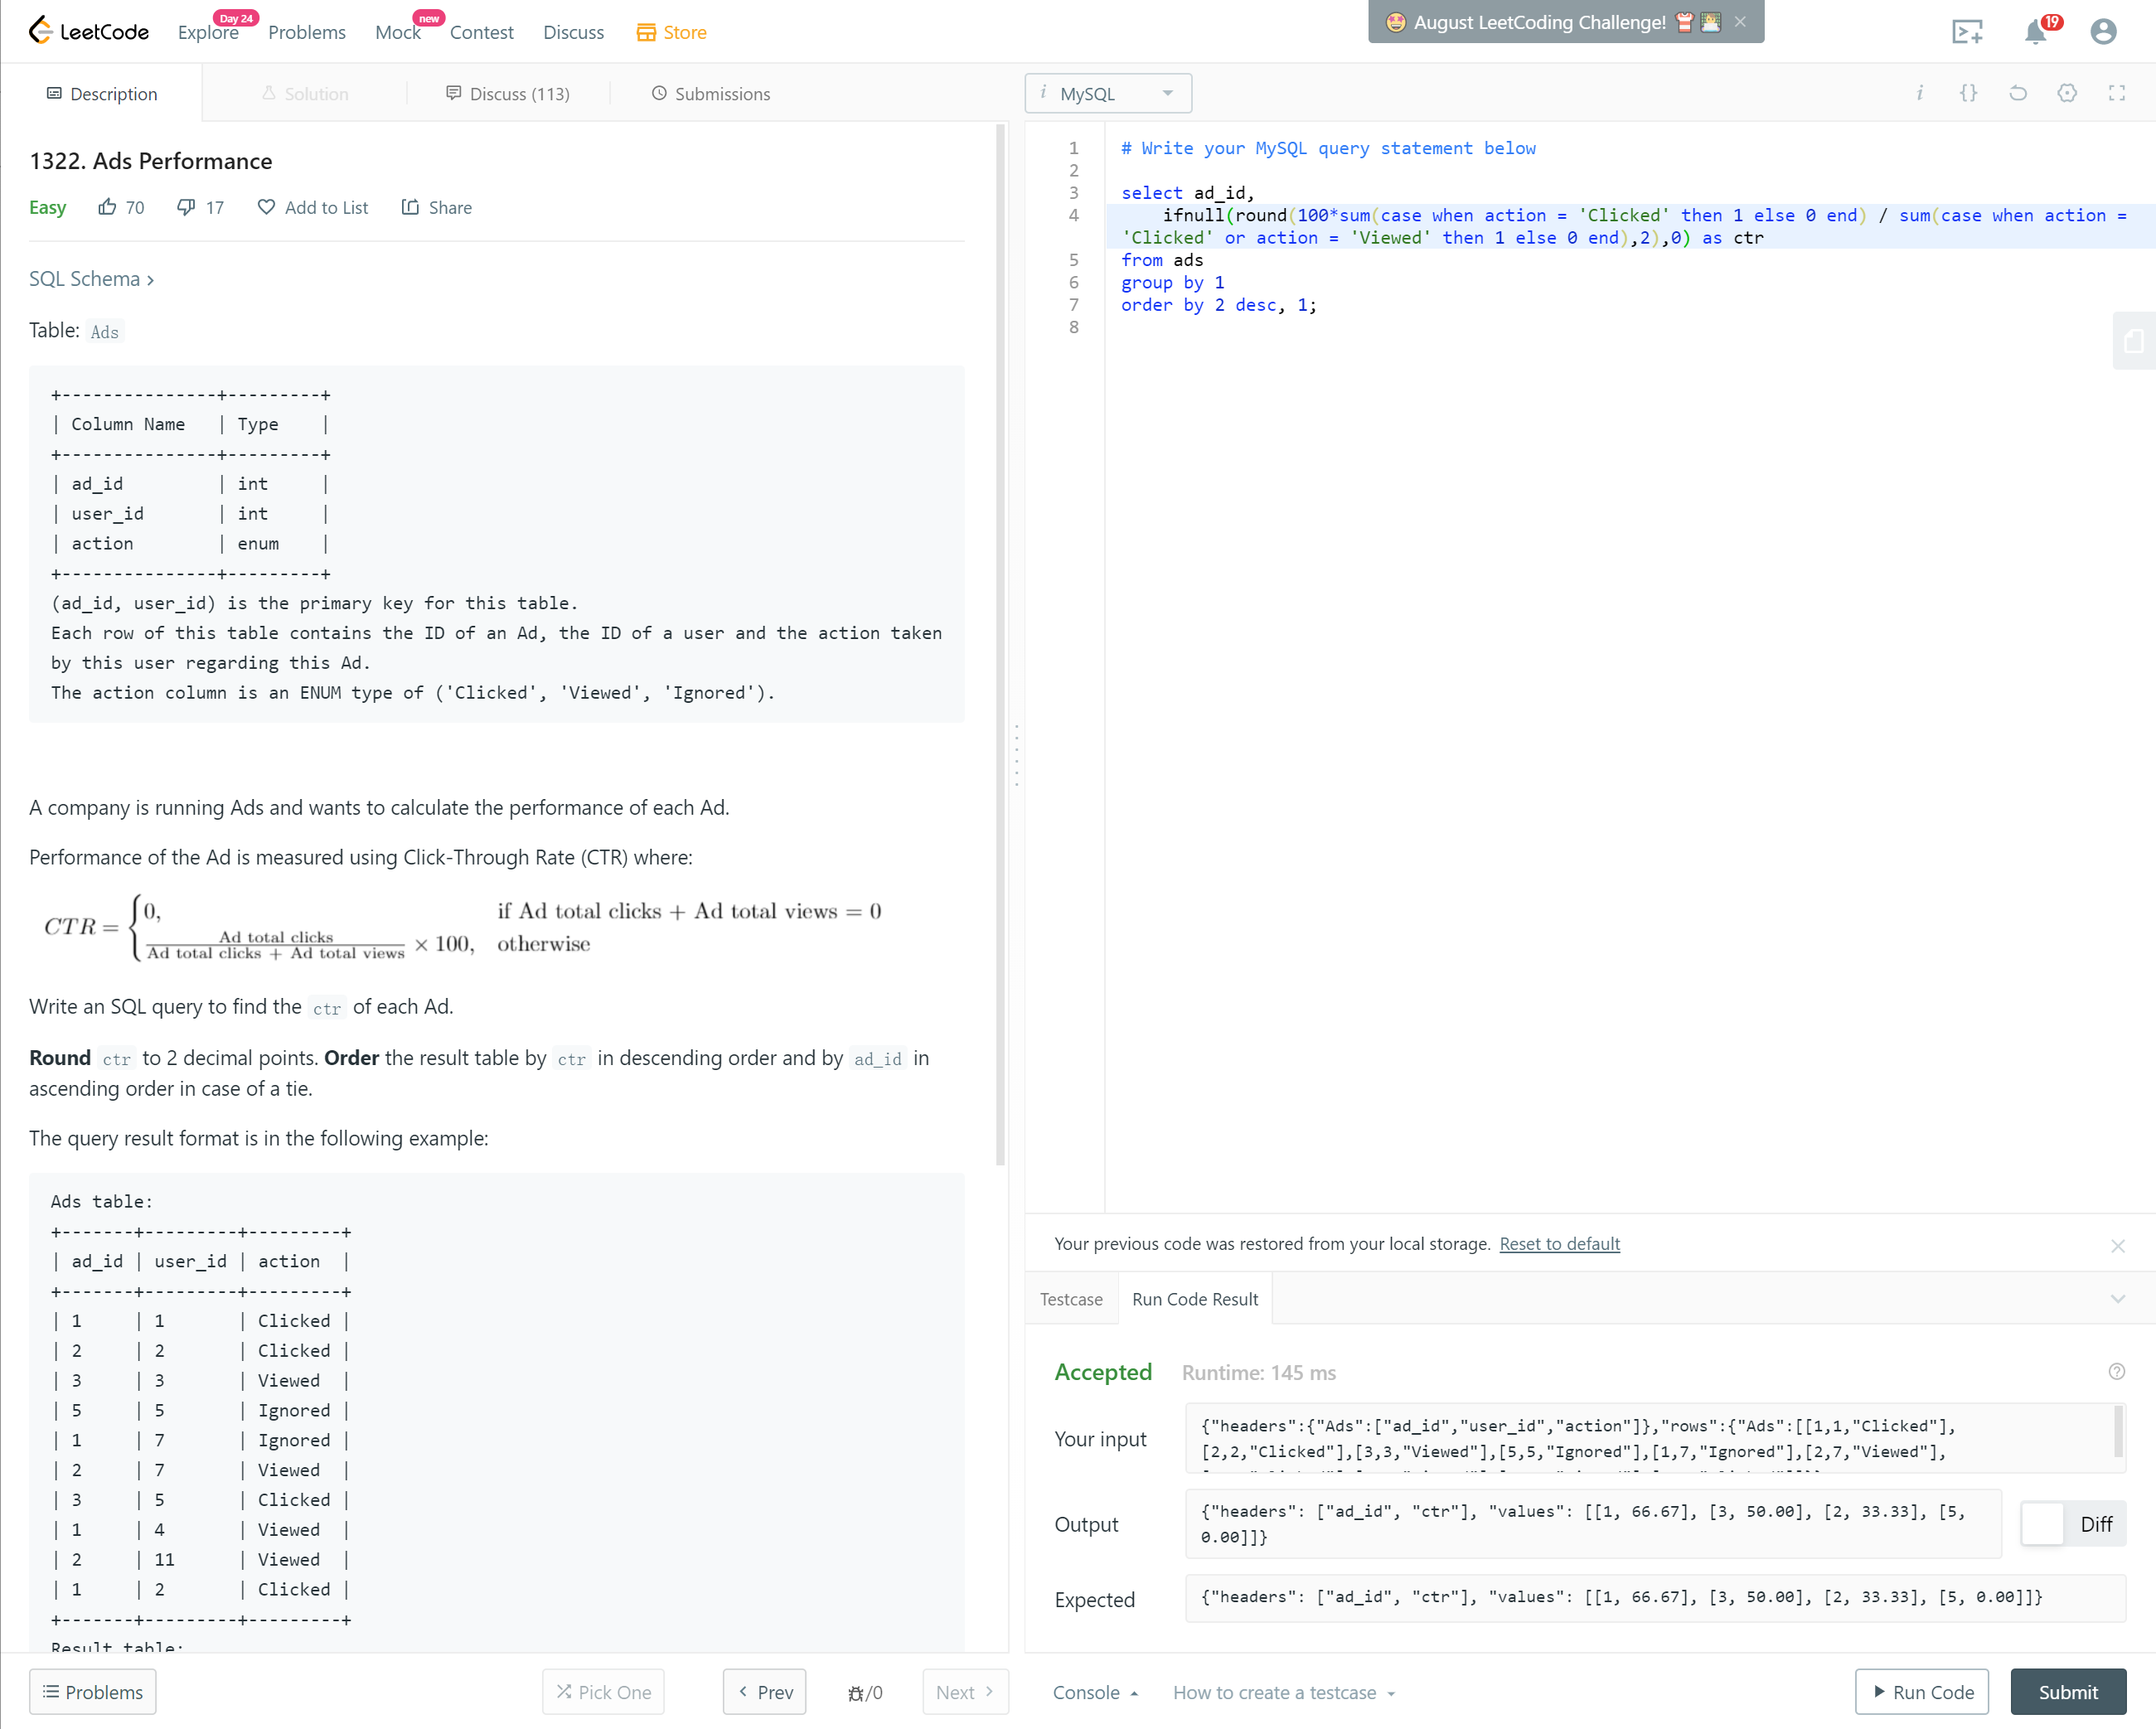 LeetCode
Explore
Day 24
Problems
Mock
new
Contest
Discuss
Store
August LeetCoding Challenge!
19
Description
Solution
Discuss (113)
Submissions
1322. Ads Performance
Easy 70 17 Add to List Share
SQL Schema >
Table: Ads
+---------------+---------+
| Column Name   | Type    |
+---------------+---------+
| ad_id         | int     |
| user_id       | int     |
| action        | enum    |
+---------------+---------+
(ad_id, user_id) is the primary key for this table.
Each row of this table contains the ID of an Ad, the ID of a user and the action taken
by this user regarding this Ad.
The action column is an ENUM type of ('Clicked', 'Viewed', 'Ignored').
A company is running Ads and wants to calculate the performance of each Ad.
Performance of the Ad is measured using Click-Through Rate (CTR) where:
CTR = { 0, if Ad total clicks + Ad total views = 0
Ad total clicks / Ad total clicks + Ad total views × 100, otherwise
Write an SQL query to find the ctr of each Ad.
Round ctr to 2 decimal points. Order the result table by ctr in descending order and by ad_id in
ascending order in case of a tie.
The query result format is in the following example:
Ads table:
+-------+---------+---------+
| ad_id | user_id | action  |
+-------+---------+---------+
| 1     | 1       | Clicked |
| 2     | 2       | Clicked |
| 3     | 3       | Viewed  |
| 5     | 5       | Ignored |
| 1     | 7       | Ignored |
| 2     | 7       | Viewed  |
| 3     | 5       | Clicked |
| 1     | 4       | Viewed  |
| 2     | 11      | Viewed  |
| 1     | 2       | Clicked |
+-------+---------+---------+
Result table:
Problems
Pick One
< Prev
/0
Next >
i MySQL
i {}
1 # Write your MySQL query statement below
2
3 select ad_id,
4     ifnull(round(100*sum(case when action = 'Clicked' then 1 else 0 end) / sum(case when action =
'Clicked' or action = 'Viewed' then 1 else 0 end),2),0) as ctr
5 from ads
6 group by 1
7 order by 2 desc, 1;
8
Your previous code was restored from your local storage. Reset to default
Testcase
Run Code Result
Accepted Runtime: 145 ms
Your input
{"headers":{"Ads":["ad_id","user_id","action"]},"rows":{"Ads":[[1,1,"Clicked"],
[2,2,"Clicked"],[3,3,"Viewed"],[5,5,"Ignored"],[1,7,"Ignored"],[2,7,"Viewed"],
Output
{"headers": ["ad_id", "ctr"], "values": [[1, 66.67], [3, 50.00], [2, 33.33], [5,
0.00]]}
Diff
Expected
{"headers": ["ad_id", "ctr"], "values": [[1, 66.67], [3, 50.00], [2, 33.33], [5, 0.00]]}
Console
How to create a testcase
Run Code
Submit